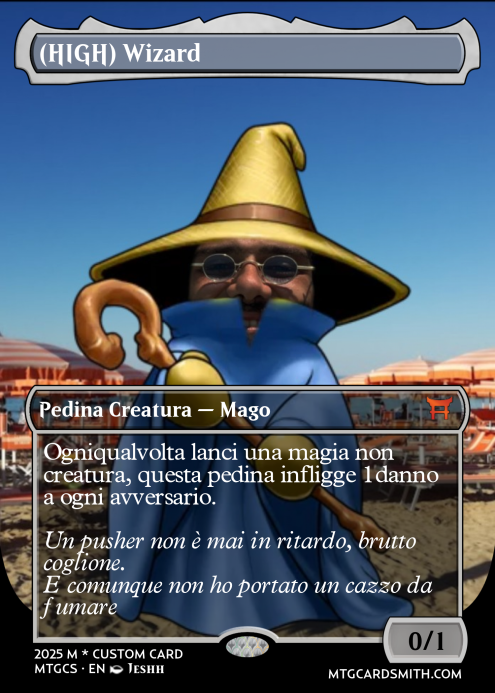 (HIGH) Wizard
Pedina Creatura — Mago
Ogniqualvolta lanci una magia non
creatura, questa pedina infligge 1 danno
a ogni avversario.
Un pusher non è mai in ritardo, brutto
coglione.
E comunque non ho portato un cazzo da
fumare
0/1
2025 M * CUSTOM CARD
MTGCS · EN Jeshh
MTGCARDSMITH.COM